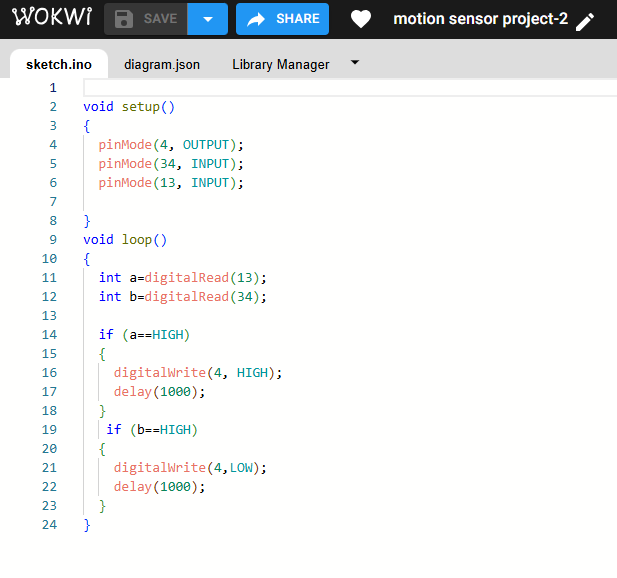 WOKWI SAVE SHARE motion sensor project-2
sketch.ino diagram.json Library Manager
1
2 void setup()
3 {
4 pinMode(4, OUTPUT);
5 pinMode(34, INPUT);
6 pinMode(13, INPUT);
7
8 }
9 void loop()
10 {
11 int a=digitalRead(13);
12 int b=digitalRead(34);
13
14 if (a==HIGH)
15 {
16 digitalWrite(4, HIGH);
17 delay(1000);
18 }
19 if (b==HIGH)
20 {
21 digitalWrite(4,LOW);
22 delay(1000);
23 }
24 }